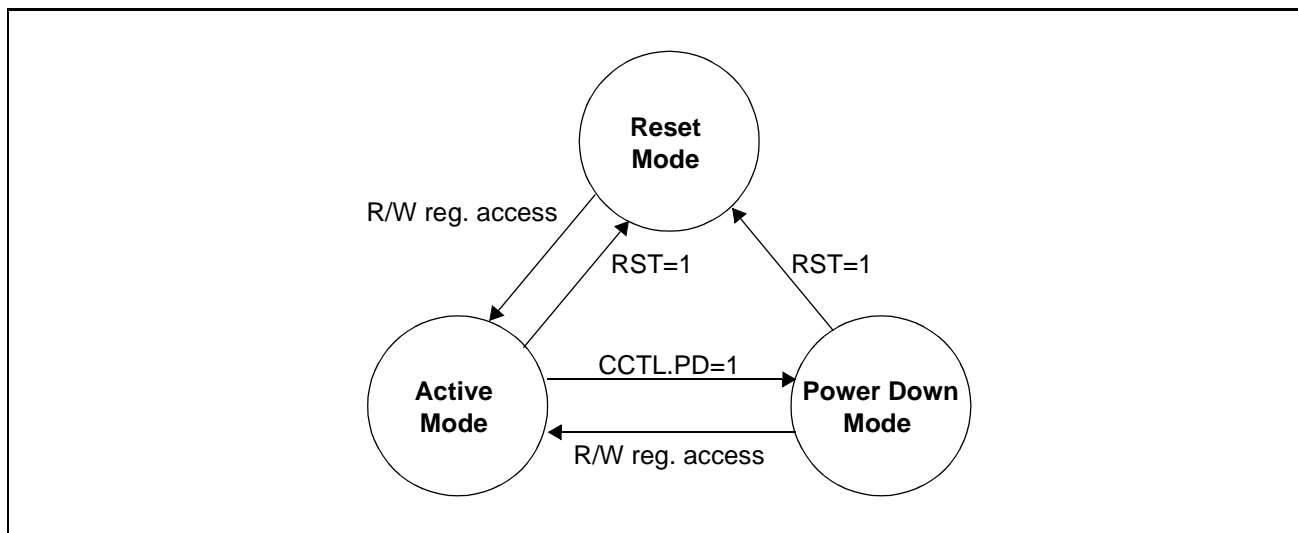 Reset
Mode
R/W reg. access
RST=1
RST=1
CCTL.PD=1
Active
Mode
Power Down
Mode
R/W reg. access